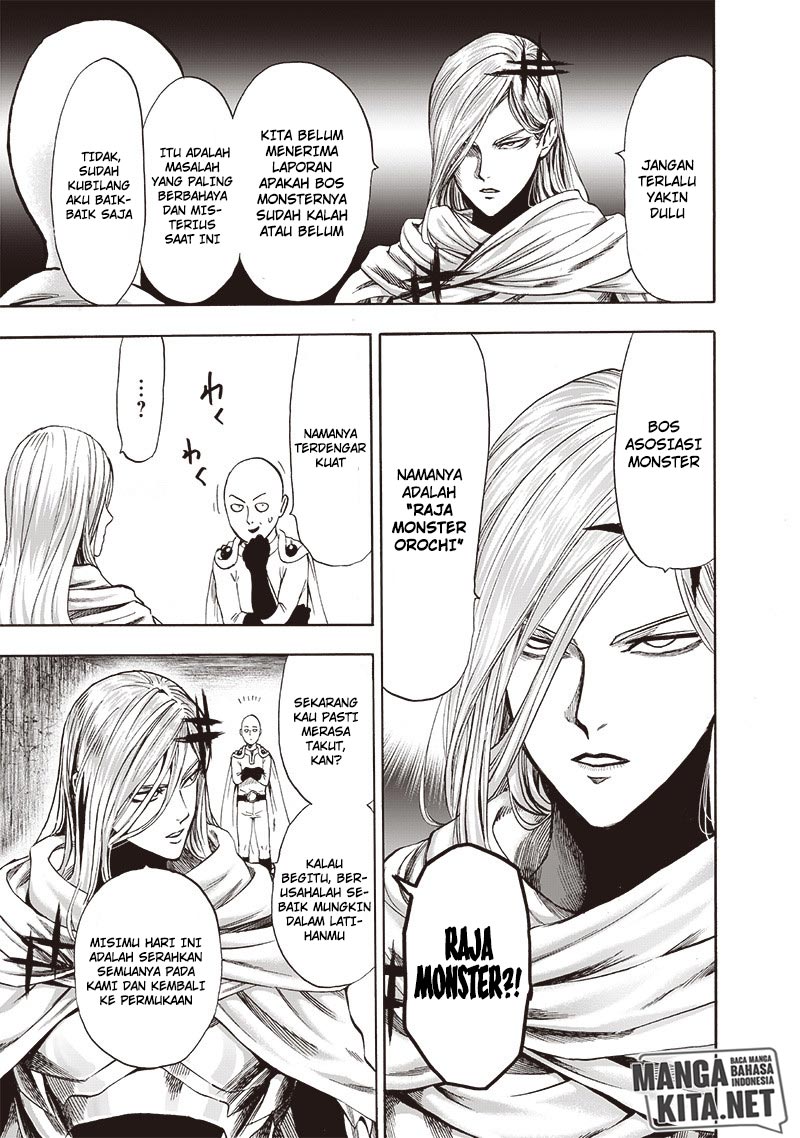 JANGAN
TERLALU
YAKIN
DULU
KITA BELUM
MENERIMA
LAPORAN
APAKAH BOS
MONSTERNYA
SUDAH KALAH
ATAU BELUM
ITU ADALAH
MASALAH
YANG PALING
BERBAHAYA
DAN MIS-
TERIUS
SAAT INI
TIDAK,
SUDAH
KUBILANG
AKU BAIK-
BAIK SAJA
BOS
ASOSIASI
MONSTER
NAMANYA
ADALAH
"RAJA
MONSTER
OROCHI"
RAJA
MONSTER?!
NAMANYA
TERDENGAR
KUAT
わく
わく
...?
SEKARANG
KAU PASTI
MERASA
TAKUT,
KAN?
KALAU
BEGITU, BER-
USAHALAH SE-
BAIK MUNGKIN
DALAM LATI-
HANMU
MISIMU HARI INI
ADALAH SERAHKAN
SEMUANYA PADA
KAMI DAN KEMBALI
KE PERMUKAAN
MANGA
KITA.NET
BACA MANGA
BAHASA
INDONESIA